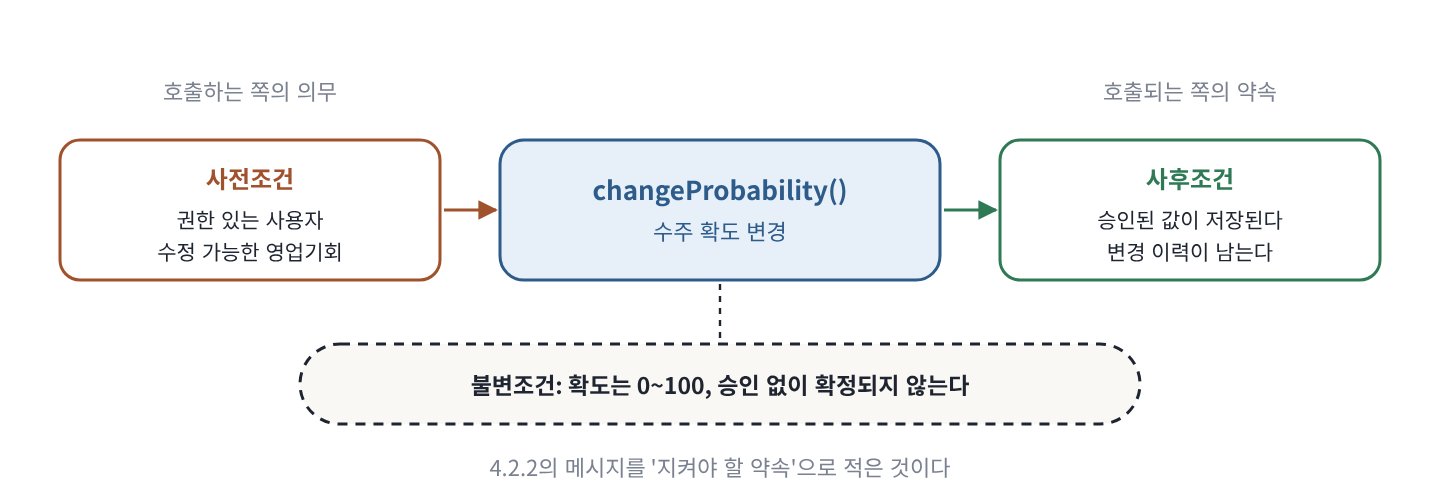 호출하는 쪽의 의무
호출되는 쪽의 약속
사전조건
권한 있는 사용자
수정 가능한 영업기회
changeProbability()
수주 확도 변경
사후조건
승인된 값이 저장된다
변경 이력이 남는다
불변조건: 확도는 0~100, 승인 없이 확정되지 않는다
4.2.2의 메시지를 '지켜야 할 약속'으로 적은 것이다